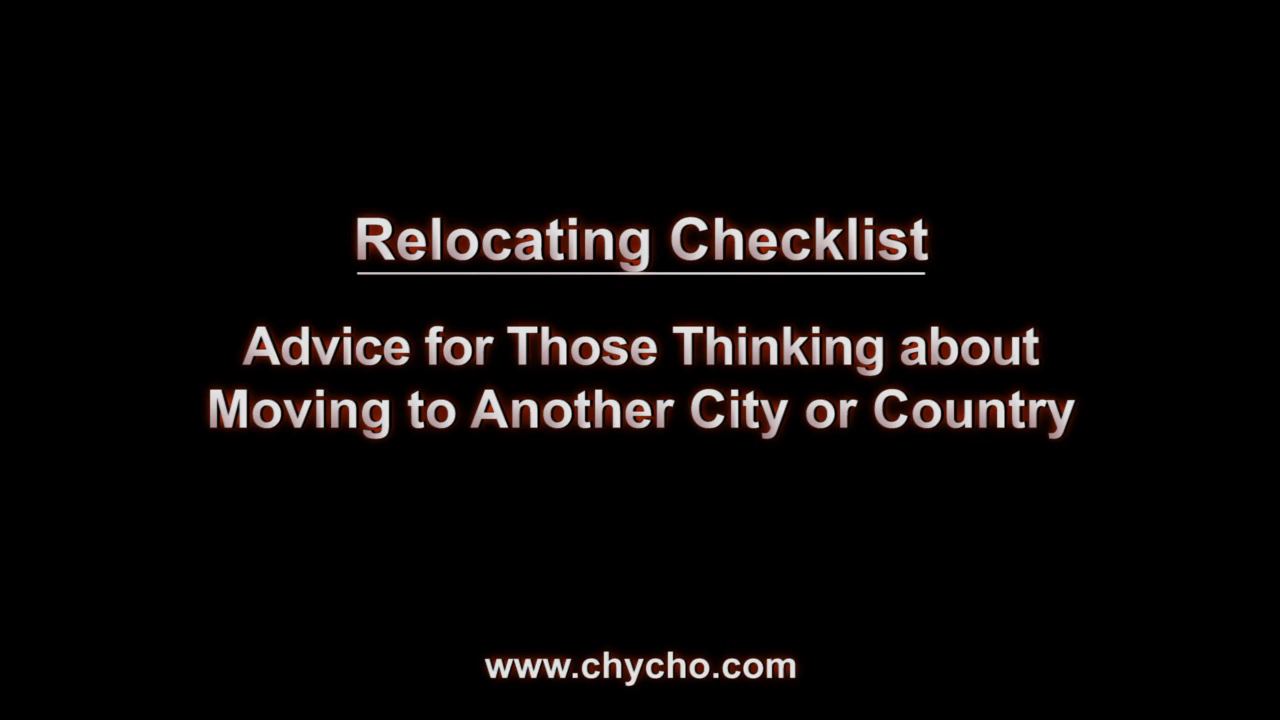 Relocating Checklist
Advice for Those Thinking about
Moving to Another City or Country
www.chycho.com